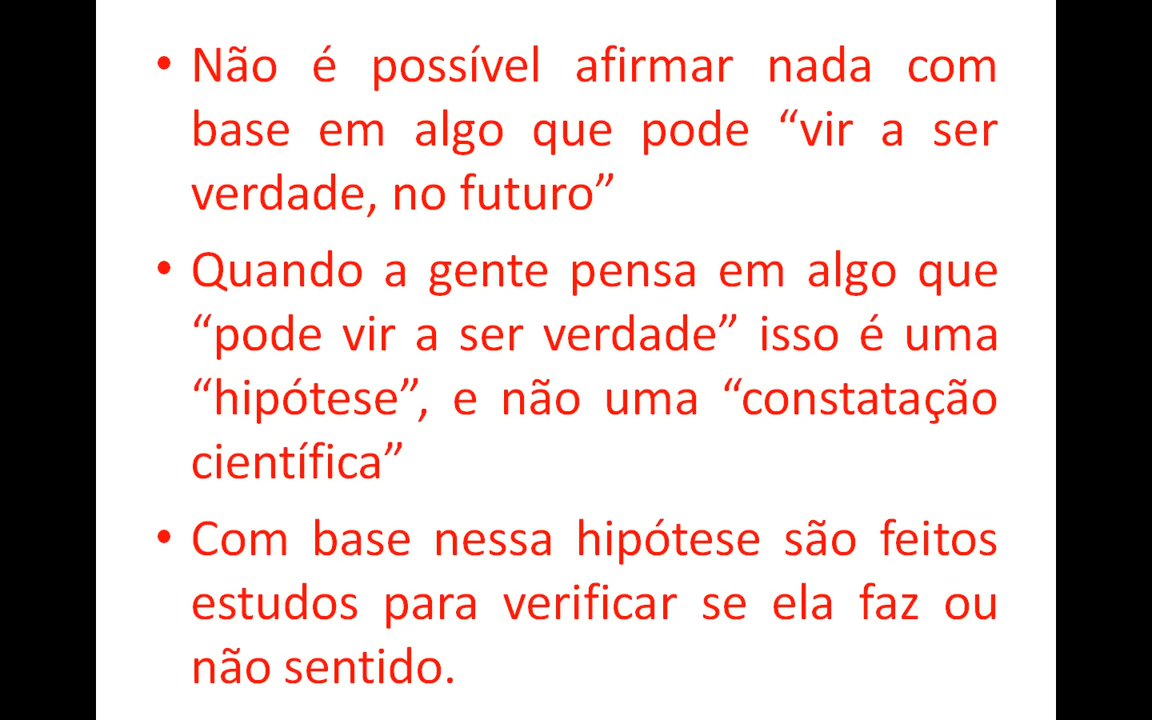 • Não é possível afirmar nada com
base em algo que pode “vir a ser
verdade, no futuro”
• Quando a gente pensa em algo que
“pode vir a ser verdade” isso é uma
“hipótese”, e não uma “constatação
científica”
• Com base nessa hipótese são feitos
estudos para verificar se ela faz ou
não sentido.